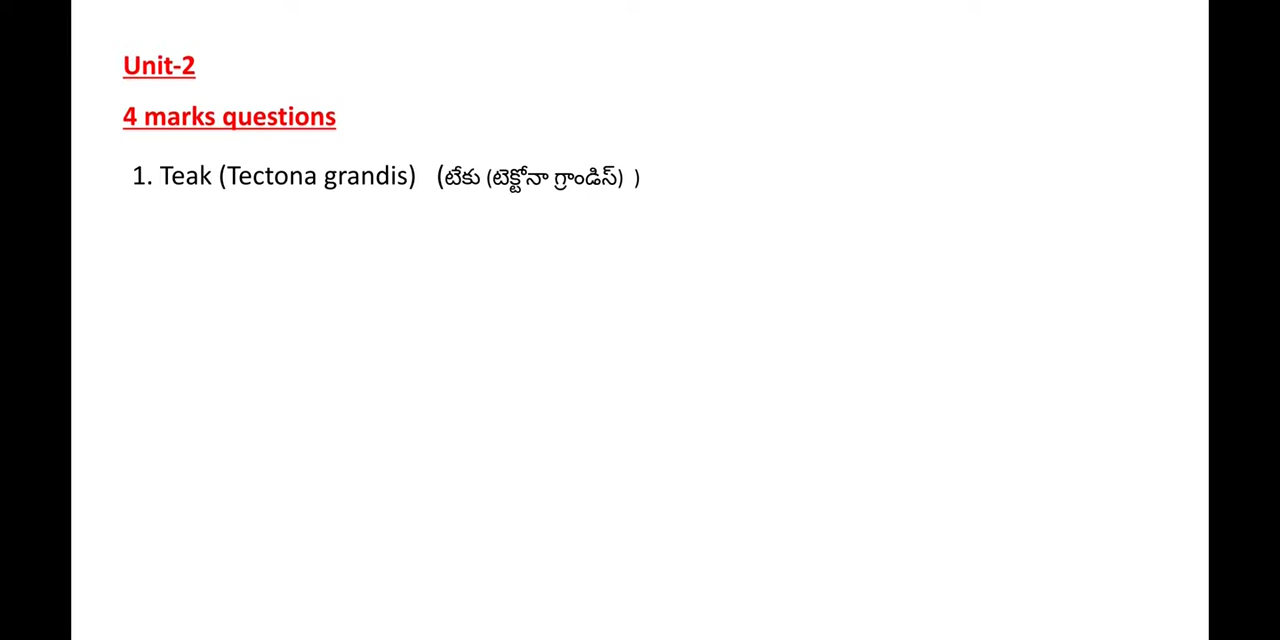 Unit-2
4 marks questions
1. Teak (Tectona grandis) (టేకు (టెక్టోనా గ్రాండిస్) )